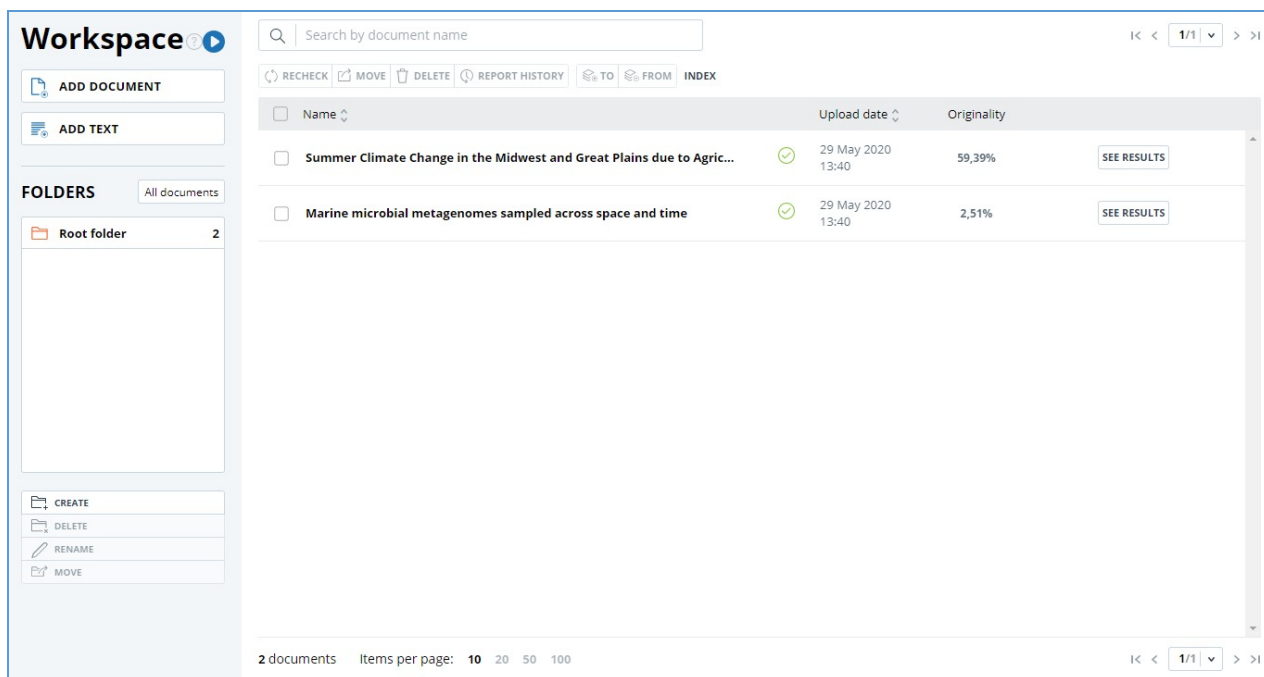 Workspace
ADD DOCUMENT
ADD TEXT
FOLDERS All documents
Root folder 2
CREATE
DELETE
RENAME
MOVE
Search by document name
1/1
RECHECK MOVE DELETE REPORT HISTORY TO FROM INDEX
Name Upload date Originality
Summer Climate Change in the Midwest and Great Plains due to Agric... 29 May 2020 13:40 59,39% SEE RESULTS
Marine microbial metagenomes sampled across space and time 29 May 2020 13:40 2,51% SEE RESULTS
2 documents Items per page: 10 20 50 100 1/1